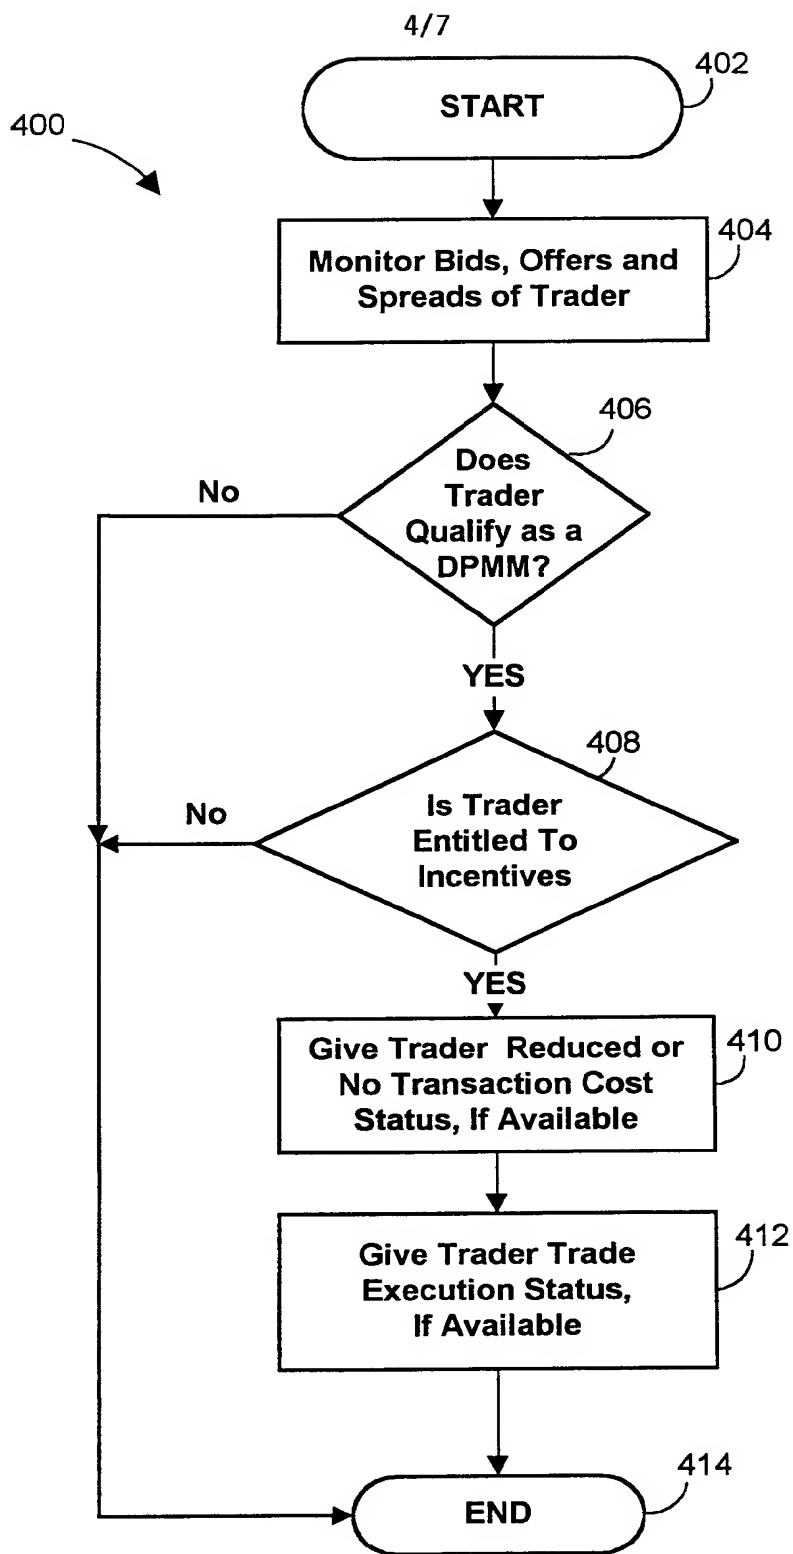 4/7
402
START
400
404
Monitor Bids, Offers and
Spreads of Trader
406
Does
Trader
Qualify as a
DPMM?
No
YES
408
Is Trader
Entitled To
Incentives
No
YES
410
Give Trader Reduced or
No Transaction Cost
Status, If Available
412
Give Trader Trade
Execution Status,
If Available
414
END